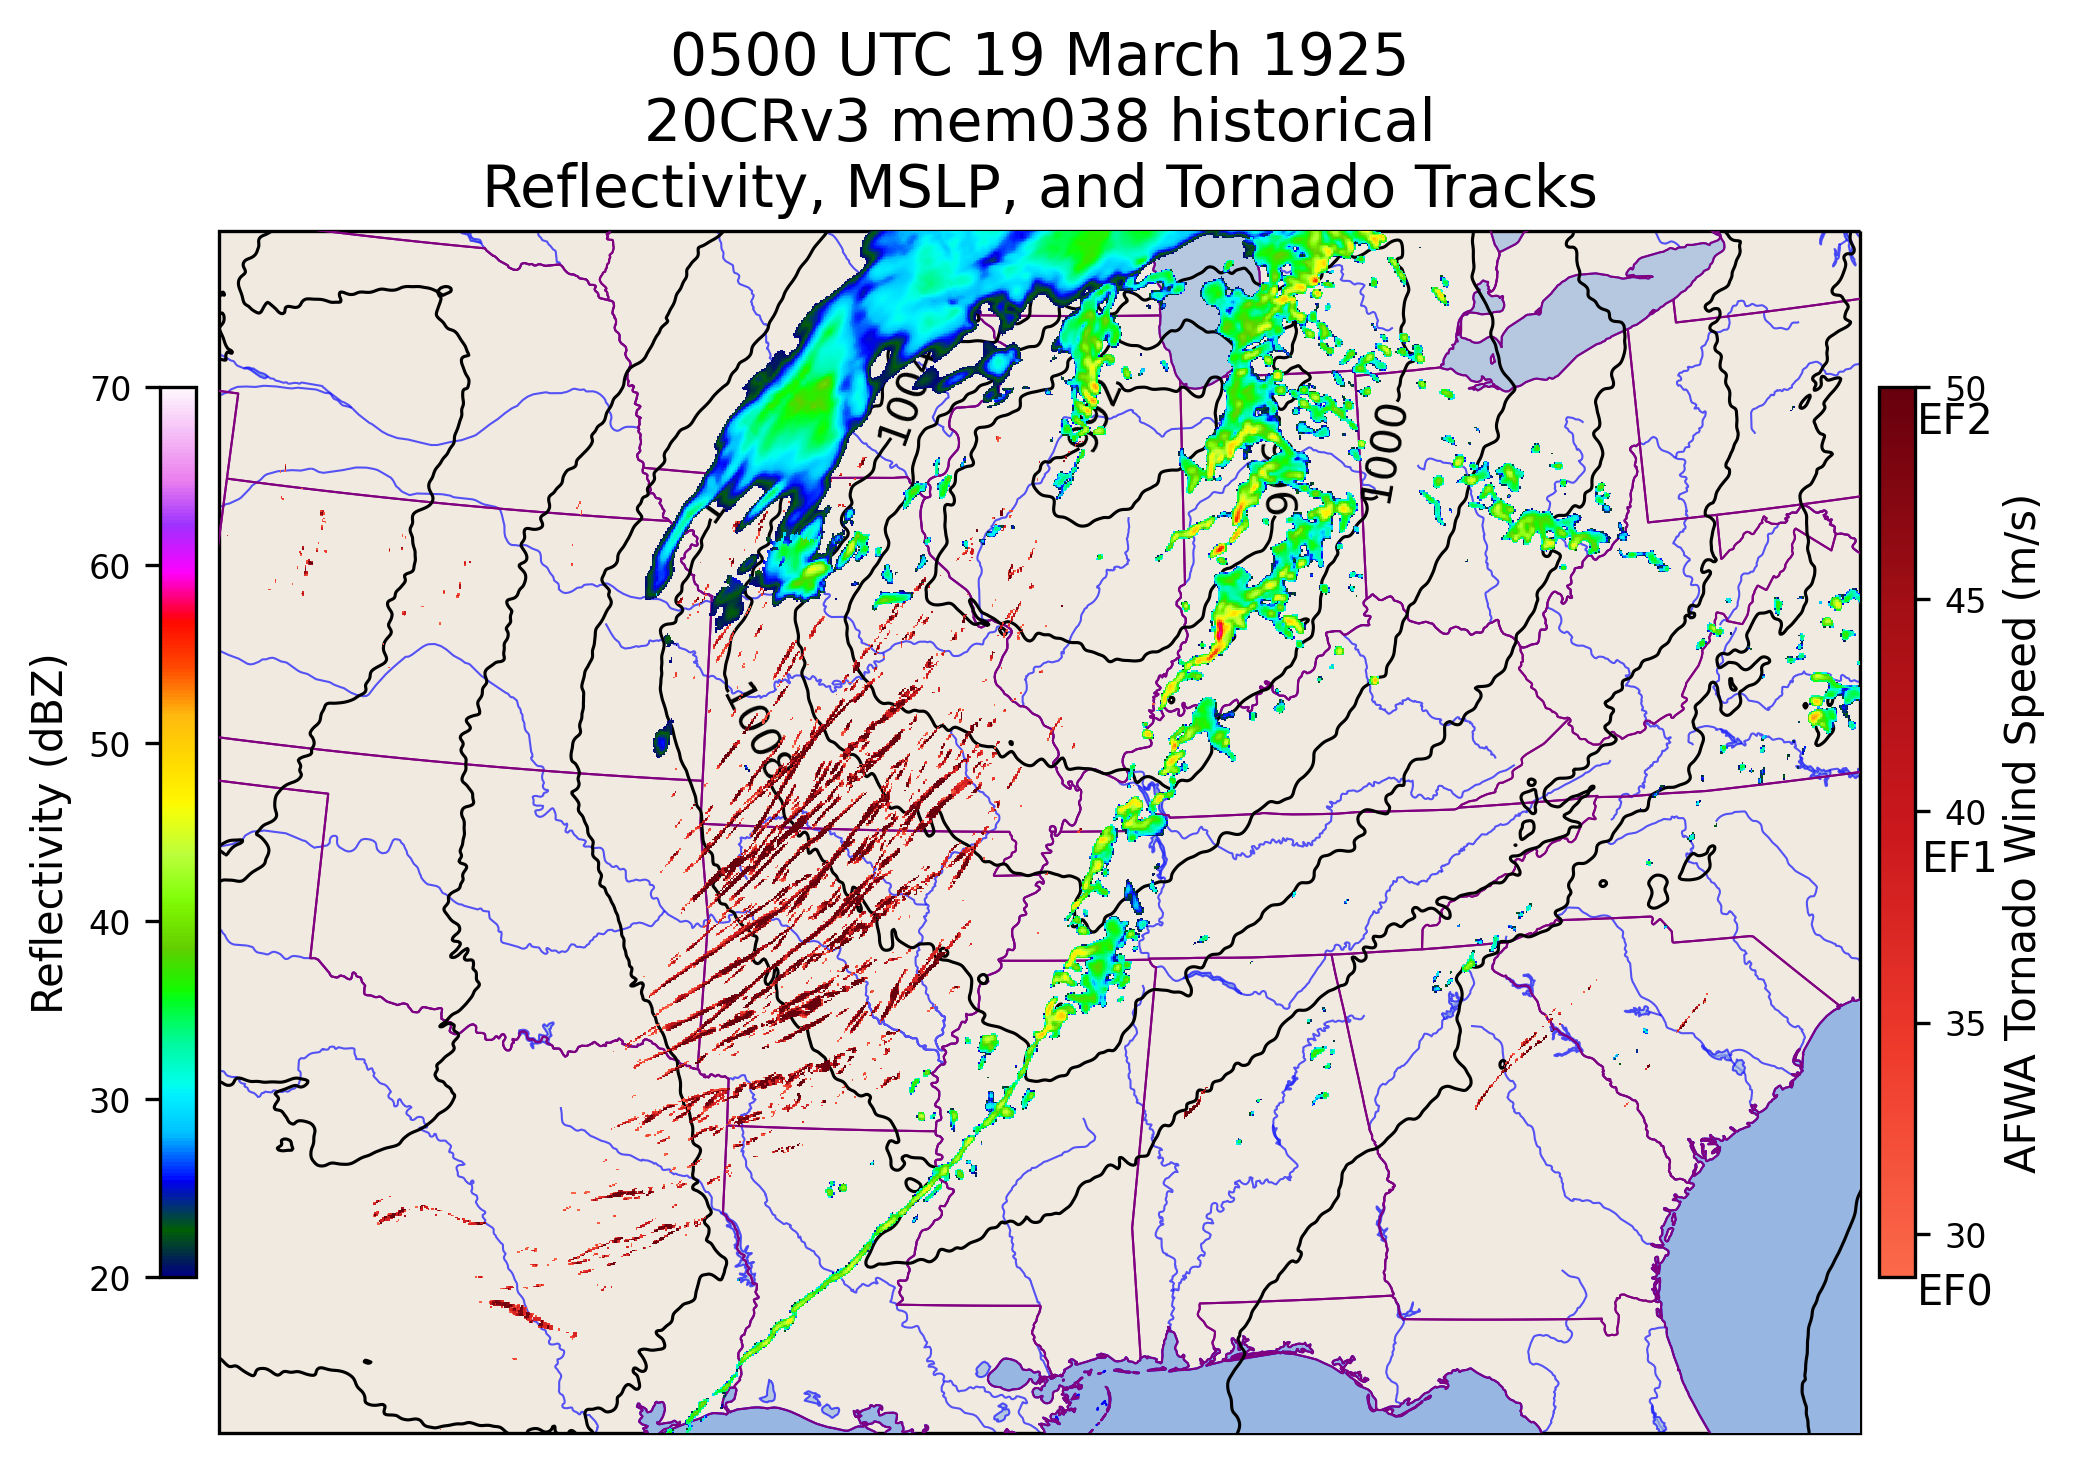 0500 UTC 19 March 1925
20CRv3 mem038 historical
Reflectivity, MSLP, and Tornado Tracks
70
60
50
40
30
20
Reflectivity (dBZ)
1004
992
1000
1008
50
EF2
45
40
EF1
35
30
EF0
AFWA Tornado Wind Speed (m/s)